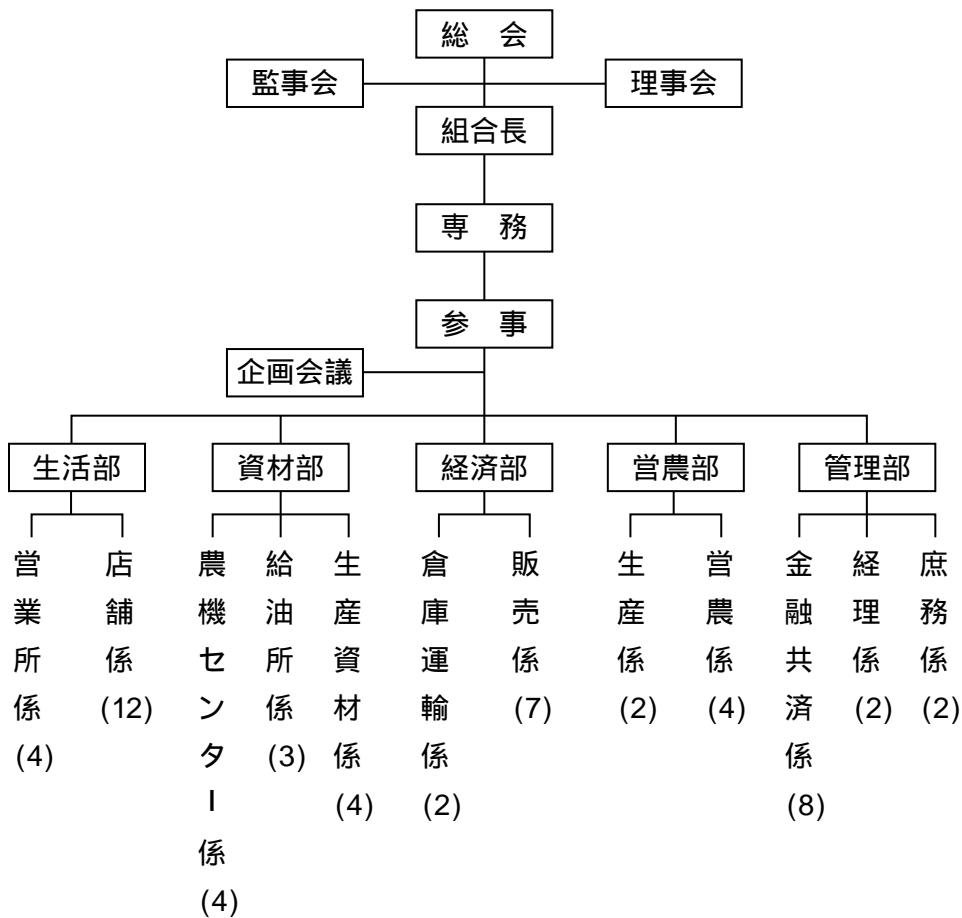 総 会
監事会
理事会
組合長
専 務
参 事
企画会議
生活部
資材部
経済部
営農部
管理部
営業所係(4)
店舗係(12)
農機センター係(4)
給油所係(3)
生産資材係(4)
倉庫運輸係(2)
販売係(7)
生産係(2)
営農係(4)
金融共済係(8)
経理係(2)
庶務係(2)